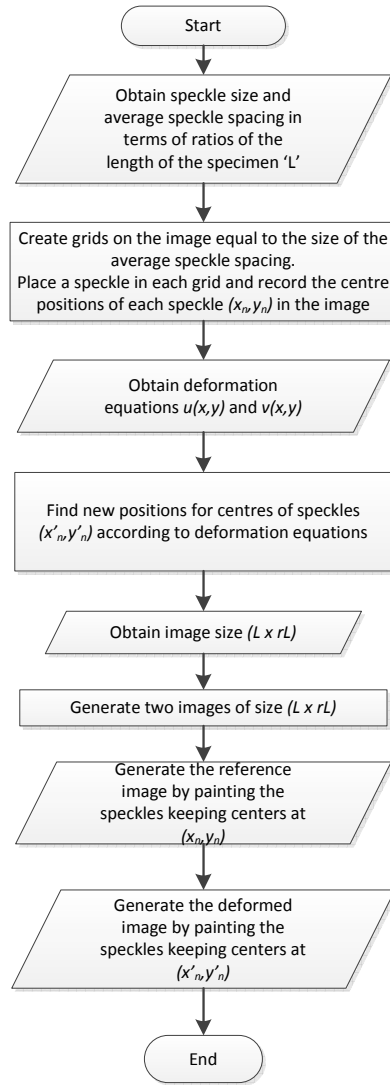 Start
Obtain speckle size and
average speckle spacing in
terms of ratios of the
length of the specimen ‘L’
Create grids on the image equal to the size of the
average speckle spacing.
Place a speckle in each grid and record the centre
positions of each speckle (xn,yn) in the image
Obtain deformation
equations u(x,y) and v(x,y)
Find new positions for centres of speckles
(x’n,y’n) according to deformation equations
Obtain image size (L x rL)
Generate two images of size (L x rL)
Generate the reference
image by painting the
speckles keeping centers at
(xn,yn)
Generate the deformed
image by painting the
speckles keeping centers at
(x’n,y’n)
End